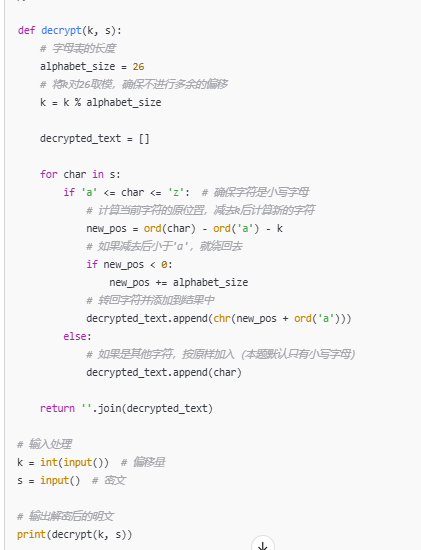 def decrypt(k, s):
    # 字母表的长度
    alphabet_size = 26
    # 将k对26取模，确保不进行多余的偏移
    k = k % alphabet_size

    decrypted_text = []

    for char in s:
        if 'a' <= char <= 'z':  # 确保字符是小写字母
            # 计算当前字符的原位置，减去k后计算新的字符
            new_pos = ord(char) - ord('a') - k
            # 如果减去后小于'a'，就绕回去
            if new_pos < 0:
                new_pos += alphabet_size
            # 转回字符并添加到结果中
            decrypted_text.append(chr(new_pos + ord('a')))
        else:
            # 如果是其他字符，按原样加入（本题默认只有小写字母）
            decrypted_text.append(char)

    return ''.join(decrypted_text)

# 输入处理
k = int(input())  # 偏移量
s = input()  # 密文

# 输出解密后的明文
print(decrypt(k, s))